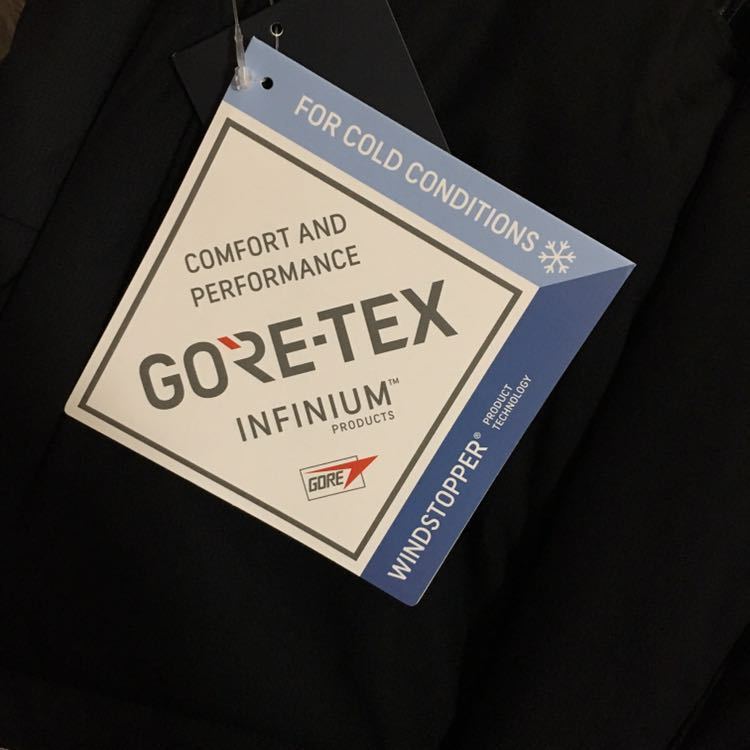 FOR COLD CONDITIONS
COMFORT AND
PERFORMANCE
GORE-TEX
INFINIUM™
PRODUCTS
GORE
WINDSTOPPER®
PRODUCT
TECHNOLOGY